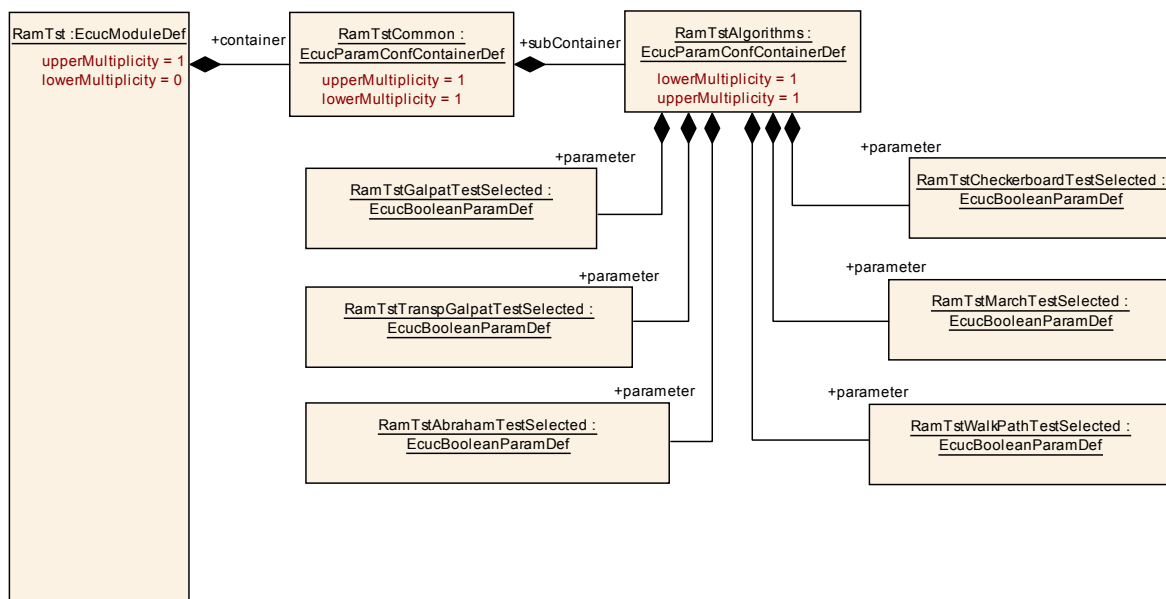 RamTst :EcucModuleDef
upperMultiplicity = 1
lowerMultiplicity = 0
+container
RamTstCommon :
EcucParamConfContainerDef
upperMultiplicity = 1
lowerMultiplicity = 1
+subContainer
RamTstAlgorithms :
EcucParamConfContainerDef
lowerMultiplicity = 1
upperMultiplicity = 1
+parameter
RamTstGalpatTestSelected :
EcucBooleanParamDef
+parameter
RamTstTranspGalpatTestSelected :
EcucBooleanParamDef
+parameter
RamTstAbrahamTestSelected :
EcucBooleanParamDef
+parameter
RamTstCheckerboardTestSelected :
EcucBooleanParamDef
+parameter
RamTstMarchTestSelected :
EcucBooleanParamDef
+parameter
RamTstWalkPathTestSelected :
EcucBooleanParamDef